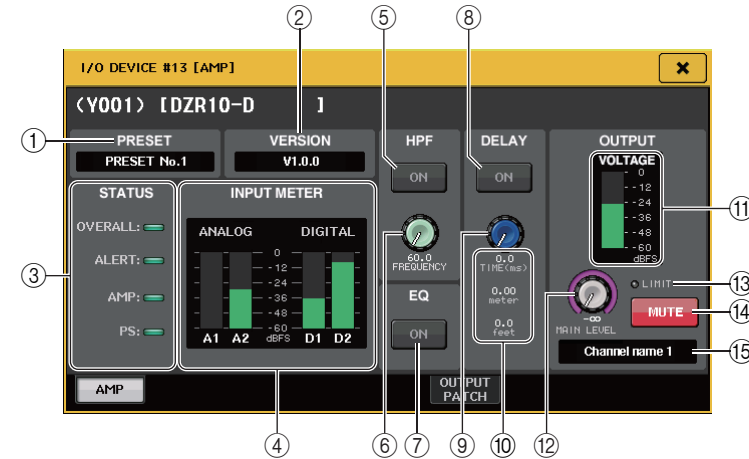 ② ⑤ ⑧
I/O DEVICE #13 [AMP]
(Y001) [DZR10-D ]
①
PRESET
PRESET No.1
VERSION
V1.0.0
HPF
ON
60.0
FREQUENCY
DELAY
ON
0.0
TIME(ms)
0.00
meter
0.0
feet
OUTPUT
VOLTAGE
0
-12
-24
-36
-48
-60
dBFS
⑪
③
STATUS
OVERALL:
ALERT:
AMP:
PS:
INPUT METER
ANALOG
DIGITAL
0
-12
-24
-36
-48
-60
A1 A2 dBFS D1 D2
EQ
ON
LIMIT
⑬
MUTE
⑭
-∞
MAIN LEVEL
Channel name 1
⑮
AMP
OUTPUT
PATCH
④ ⑥ ⑦ ⑨ ⑩ ⑫